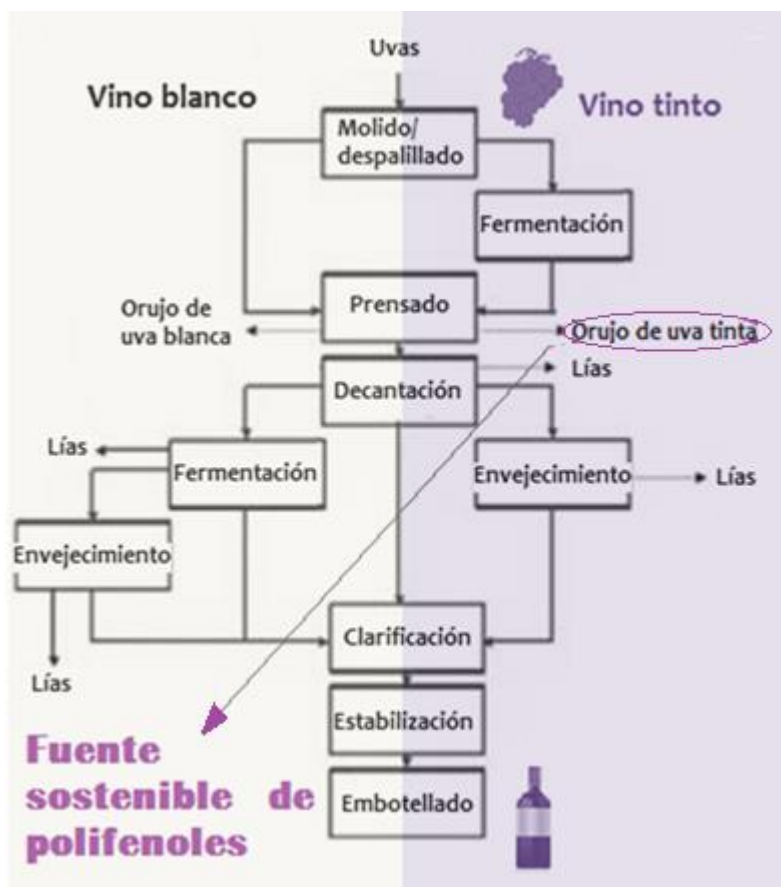 Uvas
Vino blanco
Vino tinto
Molido/
despalillado
Fermentación
Prensado
Orujo de
uva blanca
Orujo de uva tinta
Lías
Decantación
Lías
Fermentación
Envejecimiento
Lías
Envejecimiento
Clarificación
Lías
Estabilización
Fuente
sostenible de
polifenoles
Embotellado